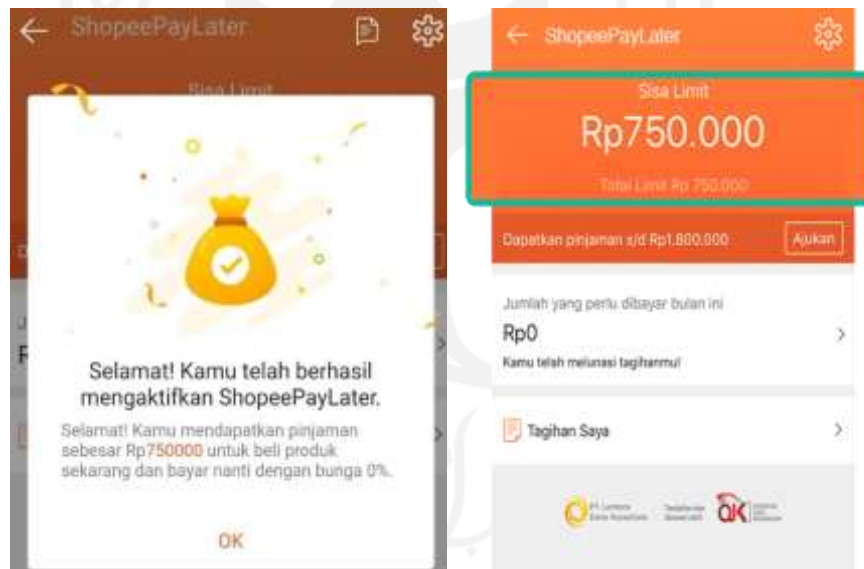 ShopeePayLater
Sisa Limit
Selamat! Kamu telah berhasil
mengaktifkan ShopeePayLater.
Selamat! Kamu mendapatkan pinjaman
sebesar Rp750000 untuk beli produk
sekarang dan bayar nanti dengan bunga 0%.
OK
ShopeePayLater
Sisa Limit
Rp750.000
Total Limit Rp 750.000
Dapatkan pinjaman s/d Rp1.800.000
Ajukan
Jumlah yang perlu dibayar bulan ini
Rp0
Kamu telah melunasi tagihanmu!
Tagihan Saya